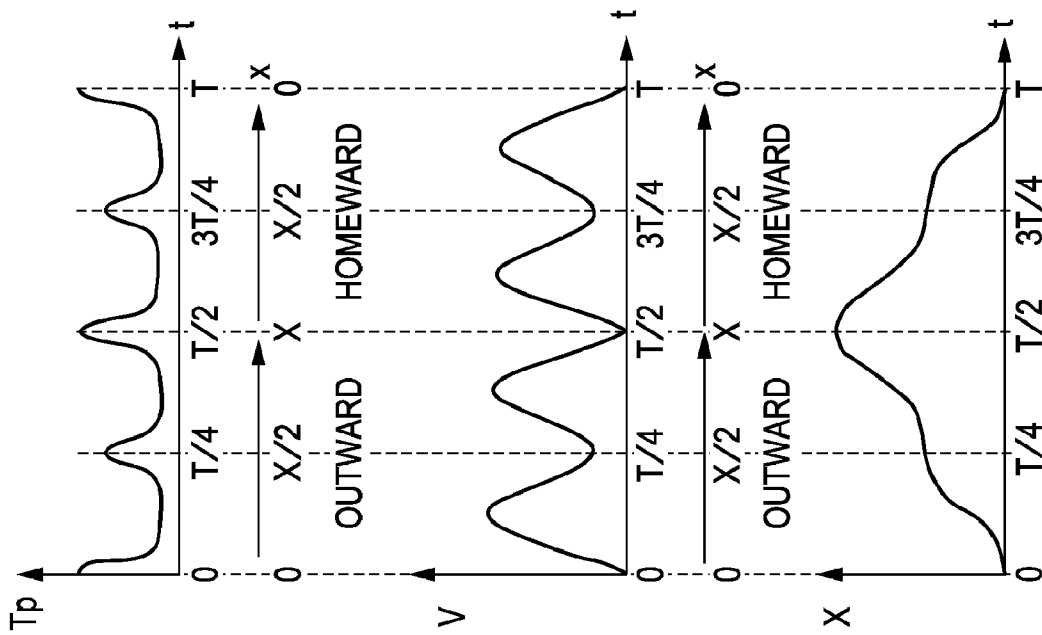 Tp
t
0 T/4 T/2 3T/4 T
x
0 X/2 X X/2 0
OUTWARD HOMEWARD
V
t
0 T/4 T/2 3T/4 T
x
0 X/2 X X/2 0
OUTWARD HOMEWARD
X
t
0 T/4 T/2 3T/4 T